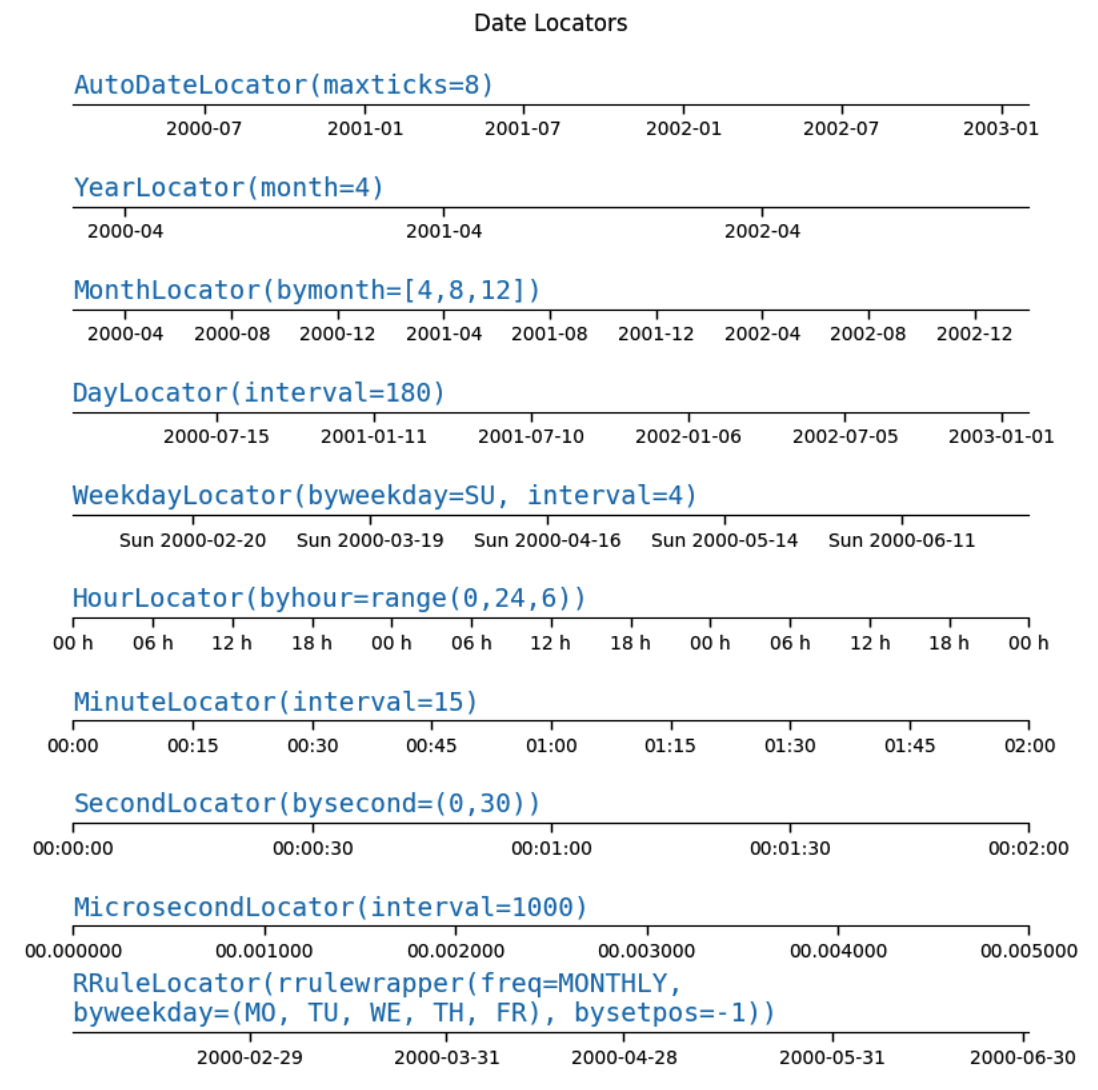 Date Locators
AutoDateLocator(maxticks=8)
2000-07 2001-01 2001-07 2002-01 2002-07 2003-01
YearLocator(month=4)
2000-04 2001-04 2002-04
MonthLocator(bymonth=[4,8,12])
2000-04 2000-08 2000-12 2001-04 2001-08 2001-12 2002-04 2002-08 2002-12
DayLocator(interval=180)
2000-07-15 2001-01-11 2001-07-10 2002-01-06 2002-07-05 2003-01-01
WeekdayLocator(byweekday=SU, interval=4)
Sun 2000-02-20 Sun 2000-03-19 Sun 2000-04-16 Sun 2000-05-14 Sun 2000-06-11
HourLocator(byhour=range(0,24,6))
00 h 06 h 12 h 18 h 00 h 06 h 12 h 18 h 00 h 06 h 12 h 18 h 00 h
MinuteLocator(interval=15)
00:00 00:15 00:30 00:45 01:00 01:15 01:30 01:45 02:00
SecondLocator(bysecond=(0,30))
00:00:00 00:00:30 00:01:00 00:01:30 00:02:00
MicrosecondLocator(interval=1000)
00.000000 00.001000 00.002000 00.003000 00.004000 00.005000
RRuleLocator(rrulewrapper(freq=MONTHLY,
byweekday=(MO, TU, WE, TH, FR), bysetpos=-1))
2000-02-29 2000-03-31 2000-04-28 2000-05-31 2000-06-30